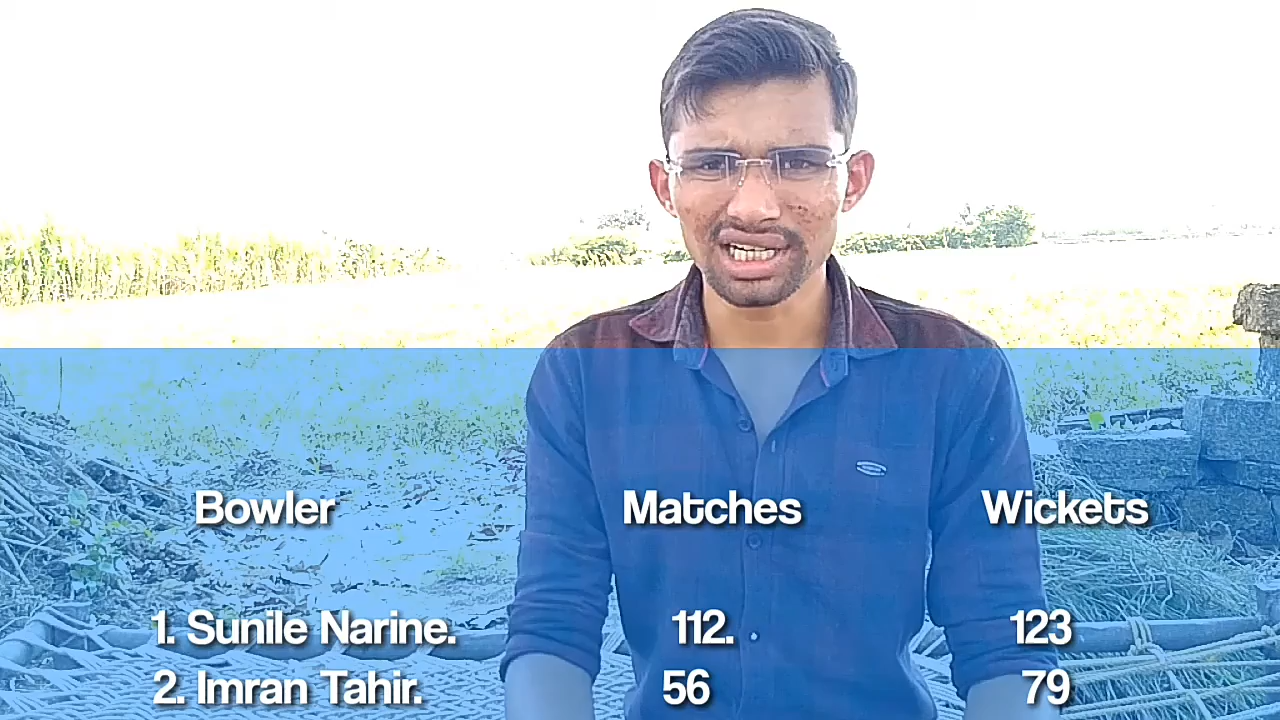 Bowler Matches Wickets
1. Sunile Narine. 112. 123
2. Imran Tahir. 56 79